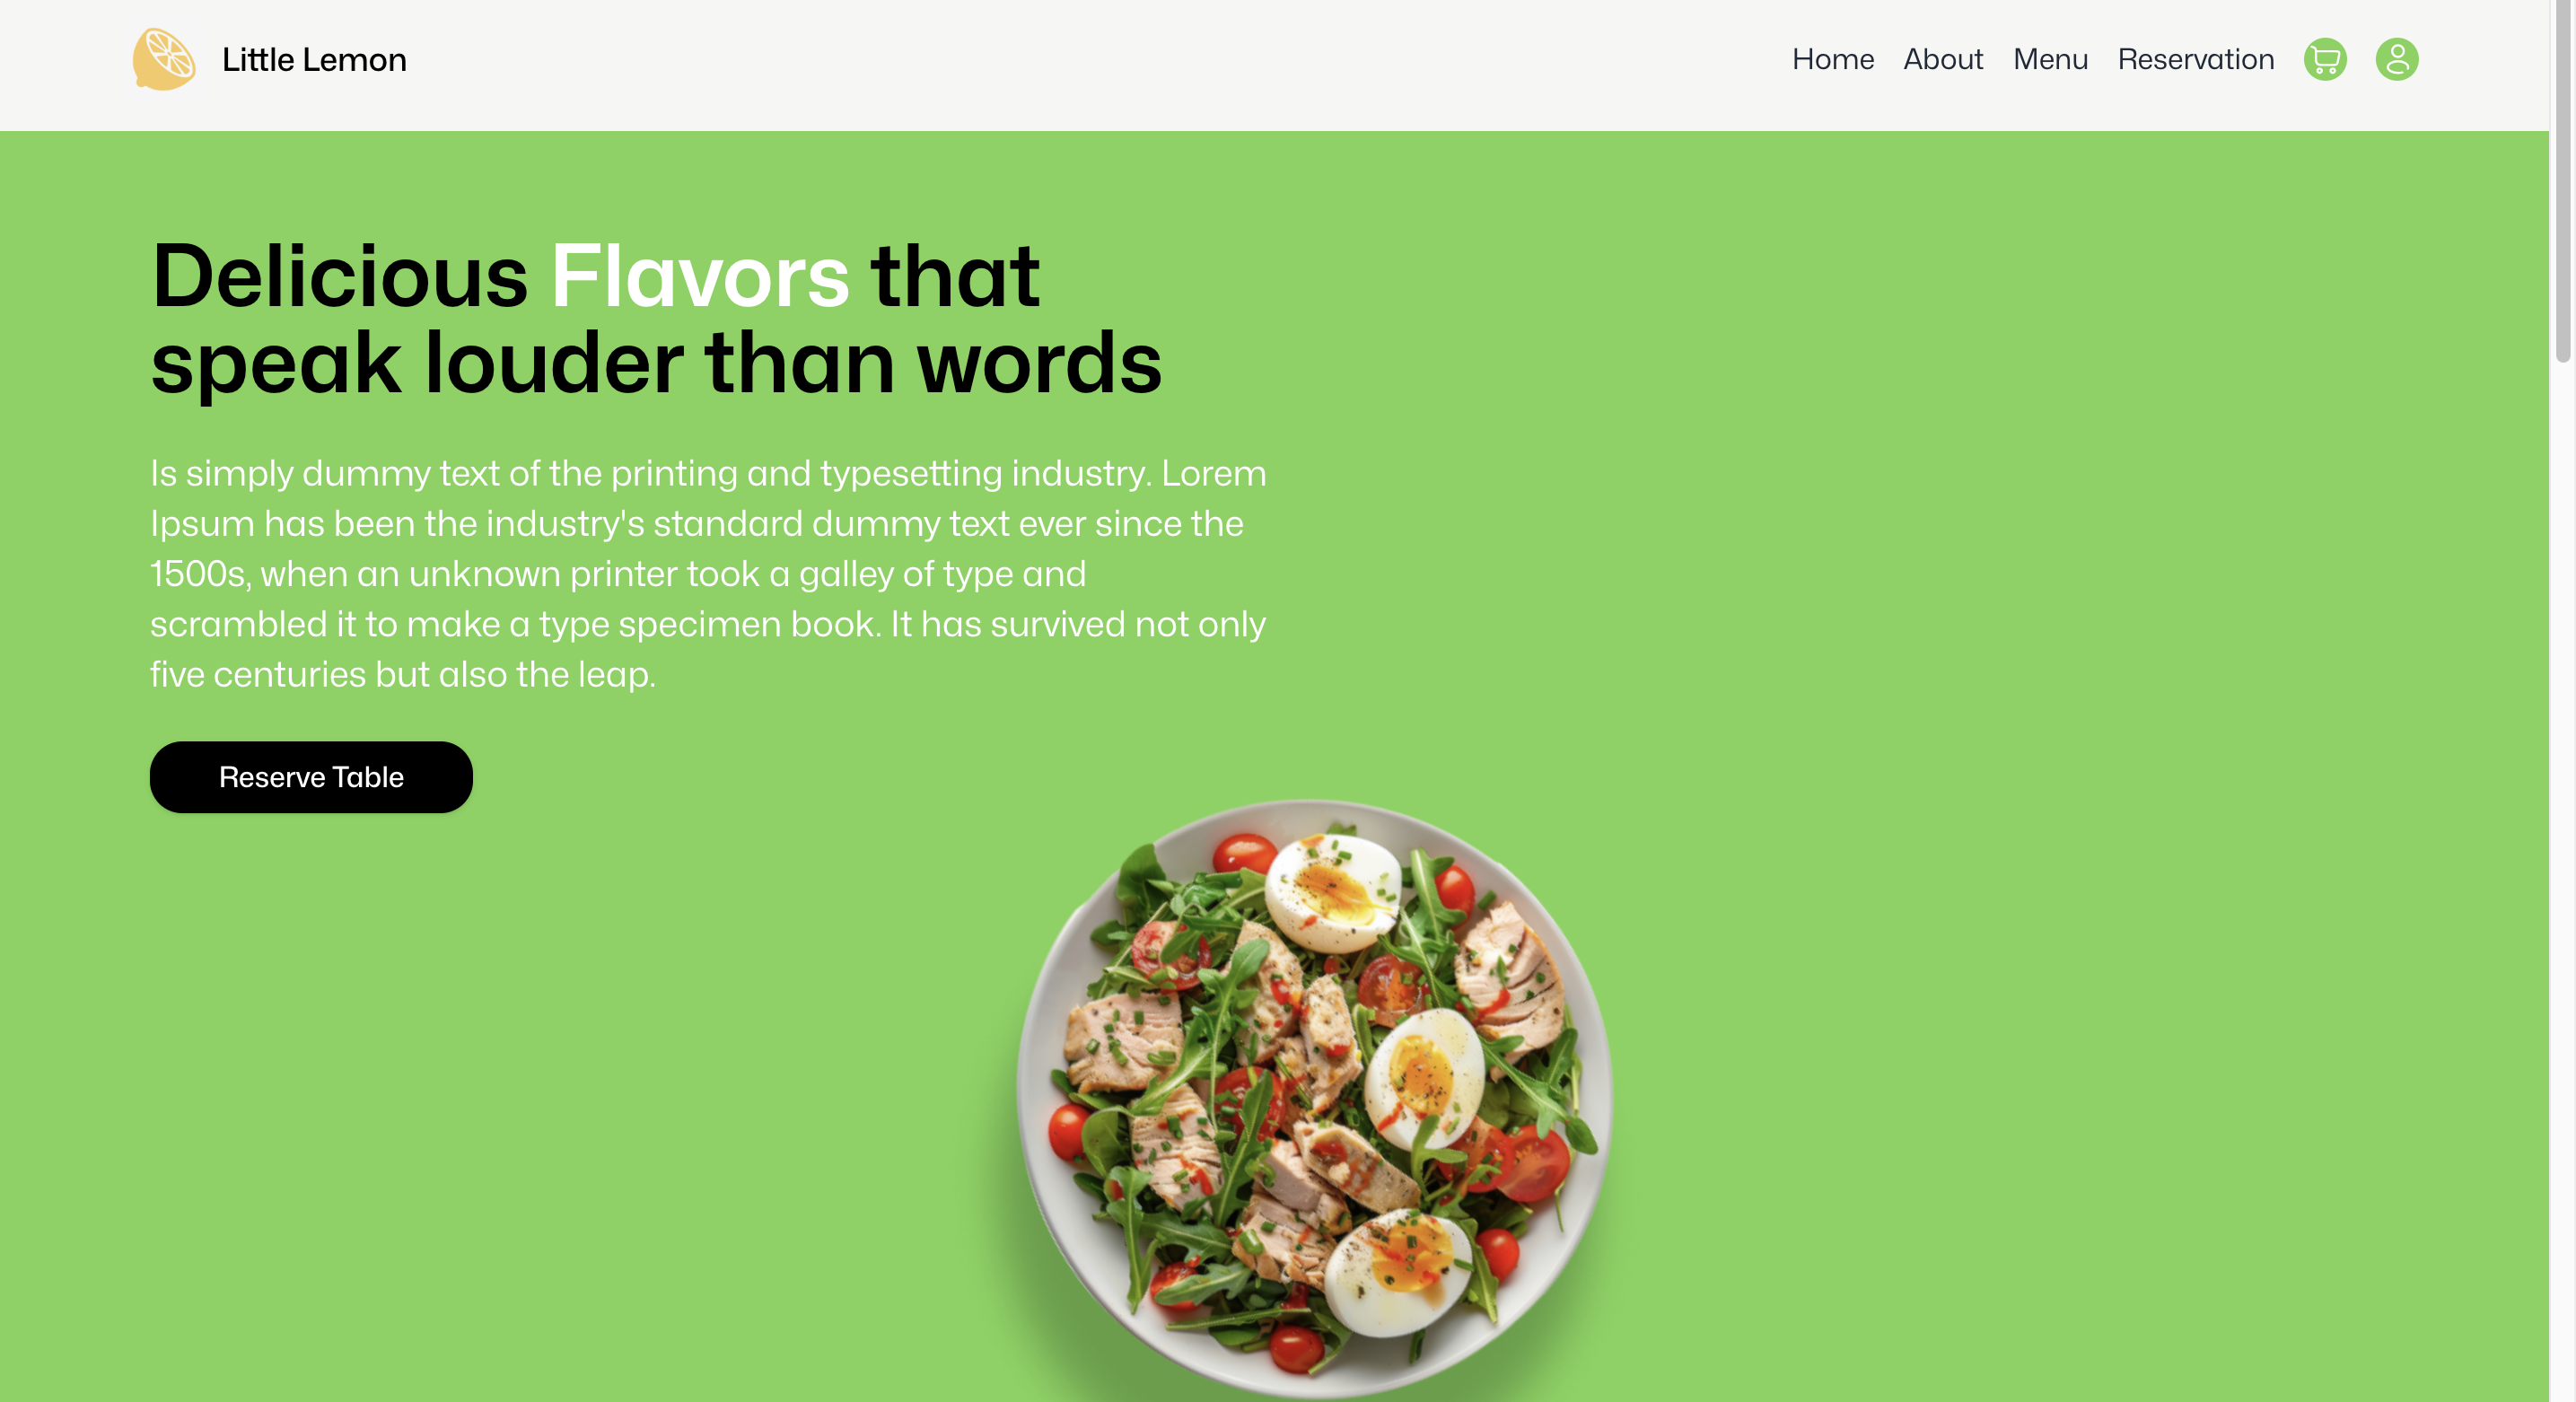 Little Lemon
Home About Menu Reservation
Delicious Flavors that
speak louder than words
Is simply dummy text of the printing and typesetting industry. Lorem
Ipsum has been the industry's standard dummy text ever since the
1500s, when an unknown printer took a galley of type and
scrambled it to make a type specimen book. It has survived not only
five centuries but also the leap.
Reserve Table